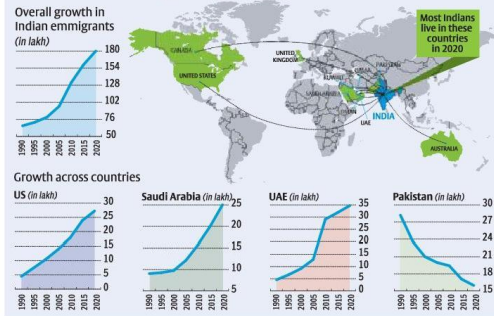 Overall growth in
Indian emmigrants
(in lakh)
180
154
128
102
76
50
1990
1995
2000
2005
2010
2015
2020
CANADA
UNITED STATES
UNITED
KINGDOM
KUWAIT
QATAR
PAKISTAN
SAUDI ARABIA
OMAN
UAE
INDIA
AUSTRALIA
Most Indians
live in these
countries
in 2020
Growth across countries
US (in lakh)
30
25
20
15
10
5
0
1990
1995
2000
2005
2010
2015
2020
Saudi Arabia (in lakh)
25
20
15
10
5
1990
1995
2000
2005
2010
2015
2020
UAE (in lakh)
35
30
25
20
15
10
5
0
1990
1995
2000
2005
2010
2015
2020
Pakistan (in lakh)
30
27
24
21
18
15
1990
1995
2000
2005
2010
2015
2020